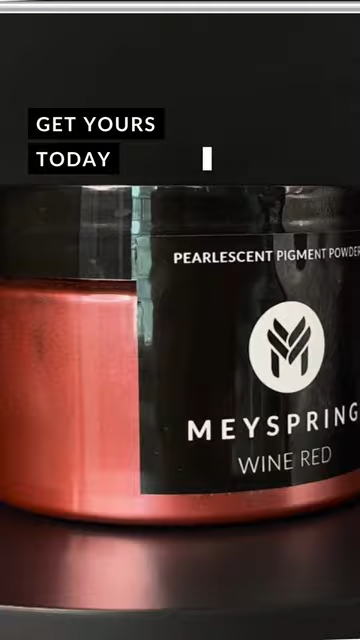 GET YOURS
TODAY
PEARLESCENT PIGMENT POWDER
MEYSPRING
WINE RED